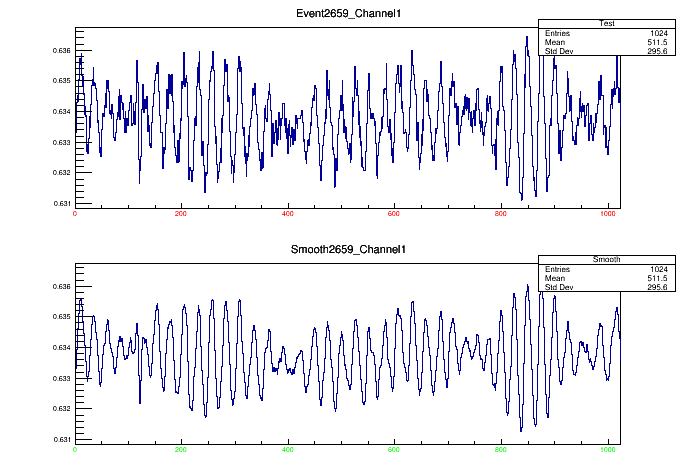 Event2659_Channel1
Test
Entries 1024
Mean 511.5
Std Dev 295.6
0.636
0.635
0.634
0.633
0.632
0.631
0 200 400 600 800 1000
Smooth2659_Channel1
Smooth
Entries 1024
Mean 511.5
Std Dev 295.6
0.636
0.635
0.634
0.633
0.632
0.631
0 200 400 600 800 1000